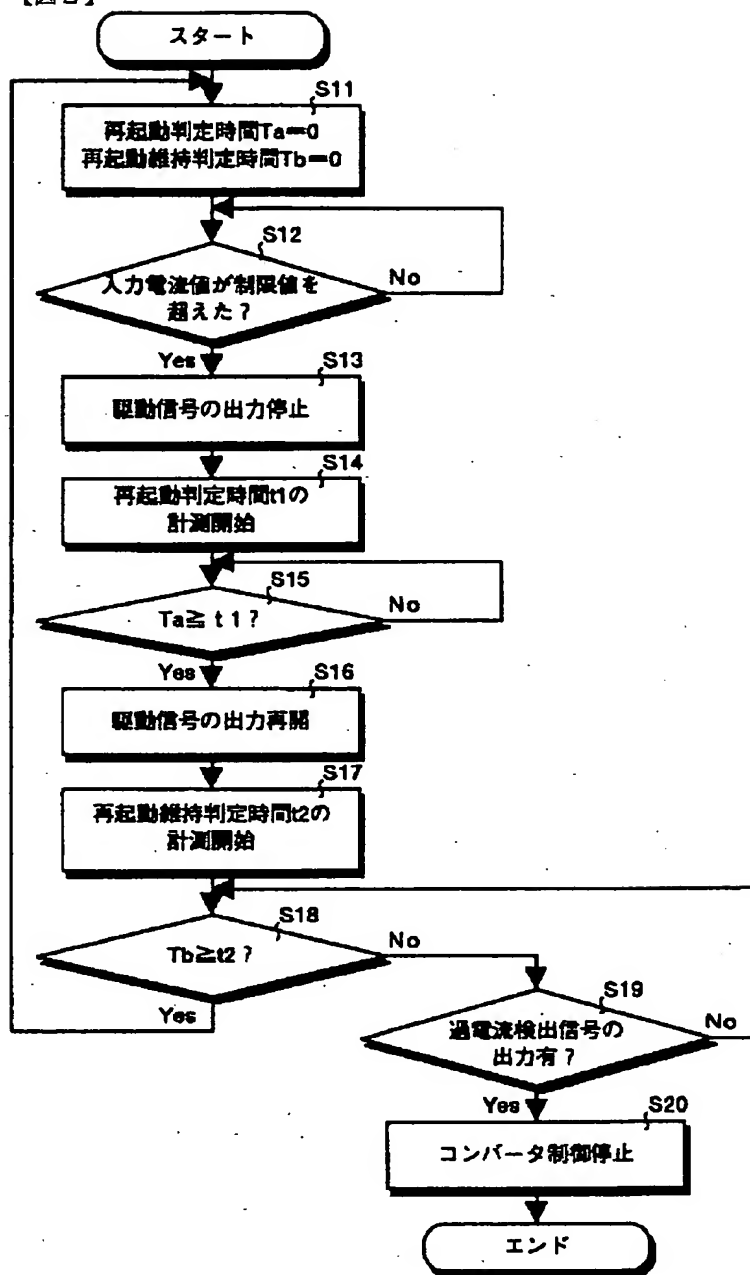 スタート
S11
再起動判定時間Ta=0
再起動維持判定時間Tb=0
S12
入力電流値が制限値を
超えた?
No
Yes
S13
駆動信号の出力停止
S14
再起動判定時間t1の
計測開始
S15
Ta≧t1?
No
Yes
S16
駆動信号の出力再開
S17
再起動維持判定時間t2の
計測開始
S18
Tb≧t2?
No
Yes
S19
過電流検出信号の
出力有?
No
Yes
S20
コンバータ制御停止
エンド